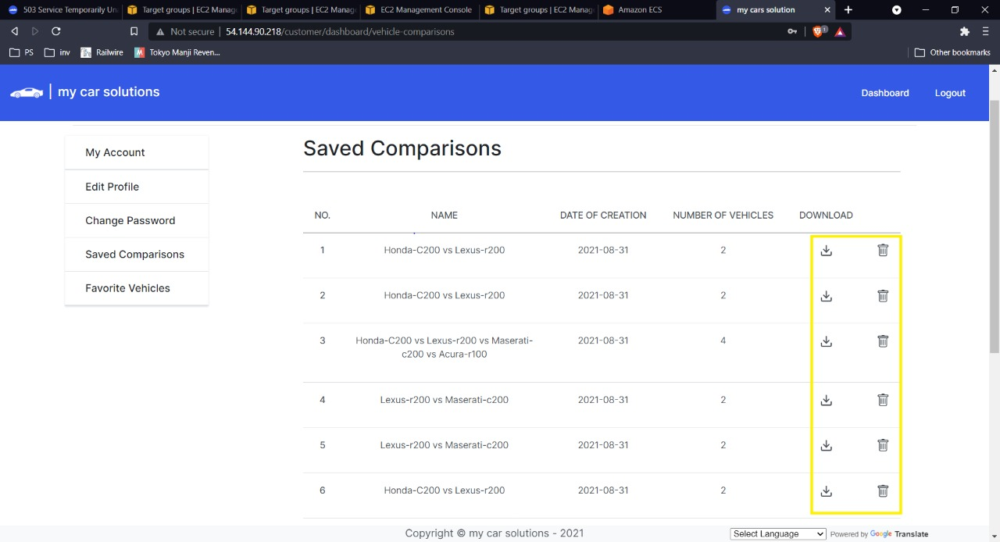 503 Service Temporarily Una
Target groups | EC2 Manage
Target groups | EC2 Manage
EC2 Management Console
Target groups | EC2 Manage
Amazon ECS
my cars solution
Not secure | 54.144.90.218/customer/dashboard/vehicle-comparisons
1
PS
inv
Railwire
M
Tokyo Manji Reven...
Other bookmarks
| my car solutions
Dashboard
Logout
My Account
Edit Profile
Change Password
Saved Comparisons
Favorite Vehicles
Saved Comparisons
NO. NAME DATE OF CREATION NUMBER OF VEHICLES DOWNLOAD
1 Honda-C200 vs Lexus-r200 2021-08-31 2
2 Honda-C200 vs Lexus-r200 2021-08-31 2
3 Honda-C200 vs Lexus-r200 vs Maserati- 2021-08-31 4
c200 vs Acura-r100
4 Lexus-r200 vs Maserati-c200 2021-08-31 2
5 Lexus-r200 vs Maserati-c200 2021-08-31 2
6 Honda-C200 vs Lexus-r200 2021-08-31 2
Copyright © my car solutions - 2021
Select Language
Powered by Google Translate